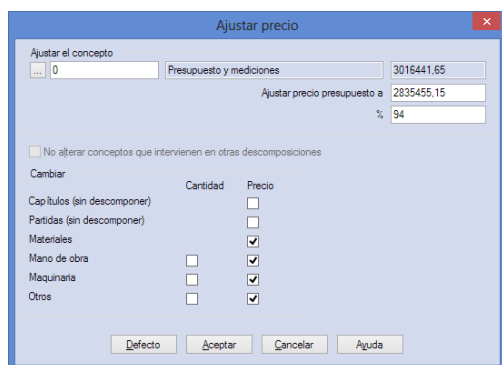 Ajustar precio
Ajustar el concepto
... 0 Presupuesto y mediciones 3016441,65
Ajustar precio presupuesto a 2835455,15
% 94
No alterar conceptos que intervienen en otras descomposiciones
Cambiar
Cantidad Precio
Capítulos (sin descomponer)
Partidas (sin descomponer)
Materiales
Mano de obra
Maquinaria
Otros
Defecto Aceptar Cancelar Ayuda